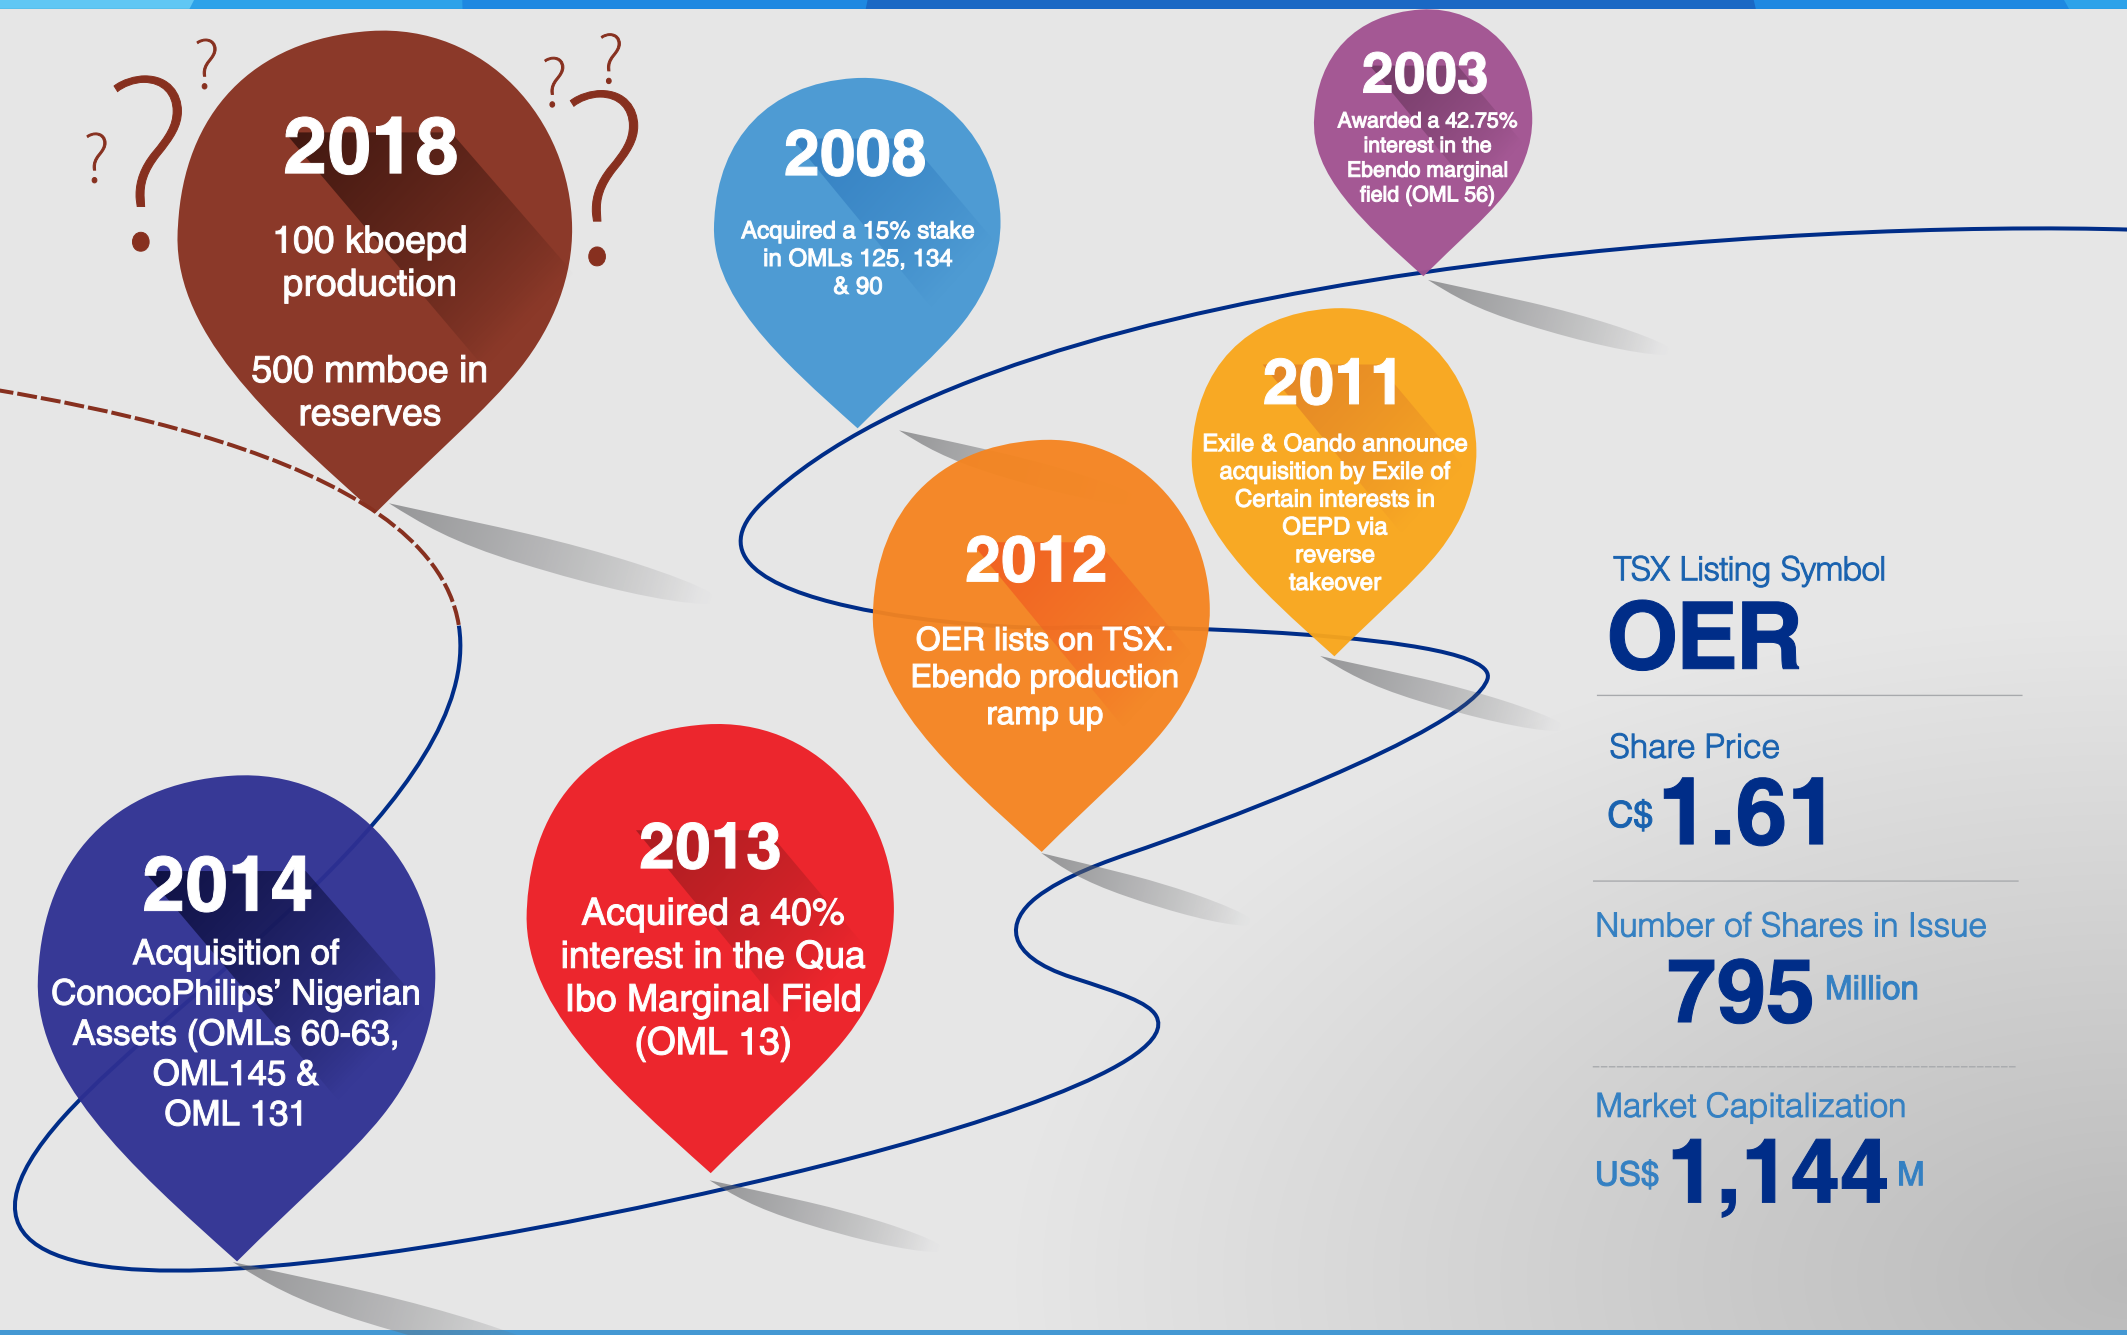 2018
100 kboepd
production
500 mmboe in
reserves
?
?
?
?
?
?
2008
Acquired a 15% stake
in OMLs 125, 134
& 90
2003
Awarded a 42.75%
interest in the
Ebendo marginal
field (OML 56)
2011
Exile & Oando announce
acquisition by Exile of
Certain interests in
OEPD via
reverse
takeover
2012
OER lists on TSX.
Ebendo production
ramp up
2014
Acquisition of
ConocoPhilips’ Nigerian
Assets (OMLs 60-63,
OML145 &
OML 131
2013
Acquired a 40%
interest in the Qua
Ibo Marginal Field
(OML 13)
TSX Listing Symbol
OER
Share Price
C$ 1.61
Number of Shares in Issue
795 Million
Market Capitalization
US$ 1,144 M